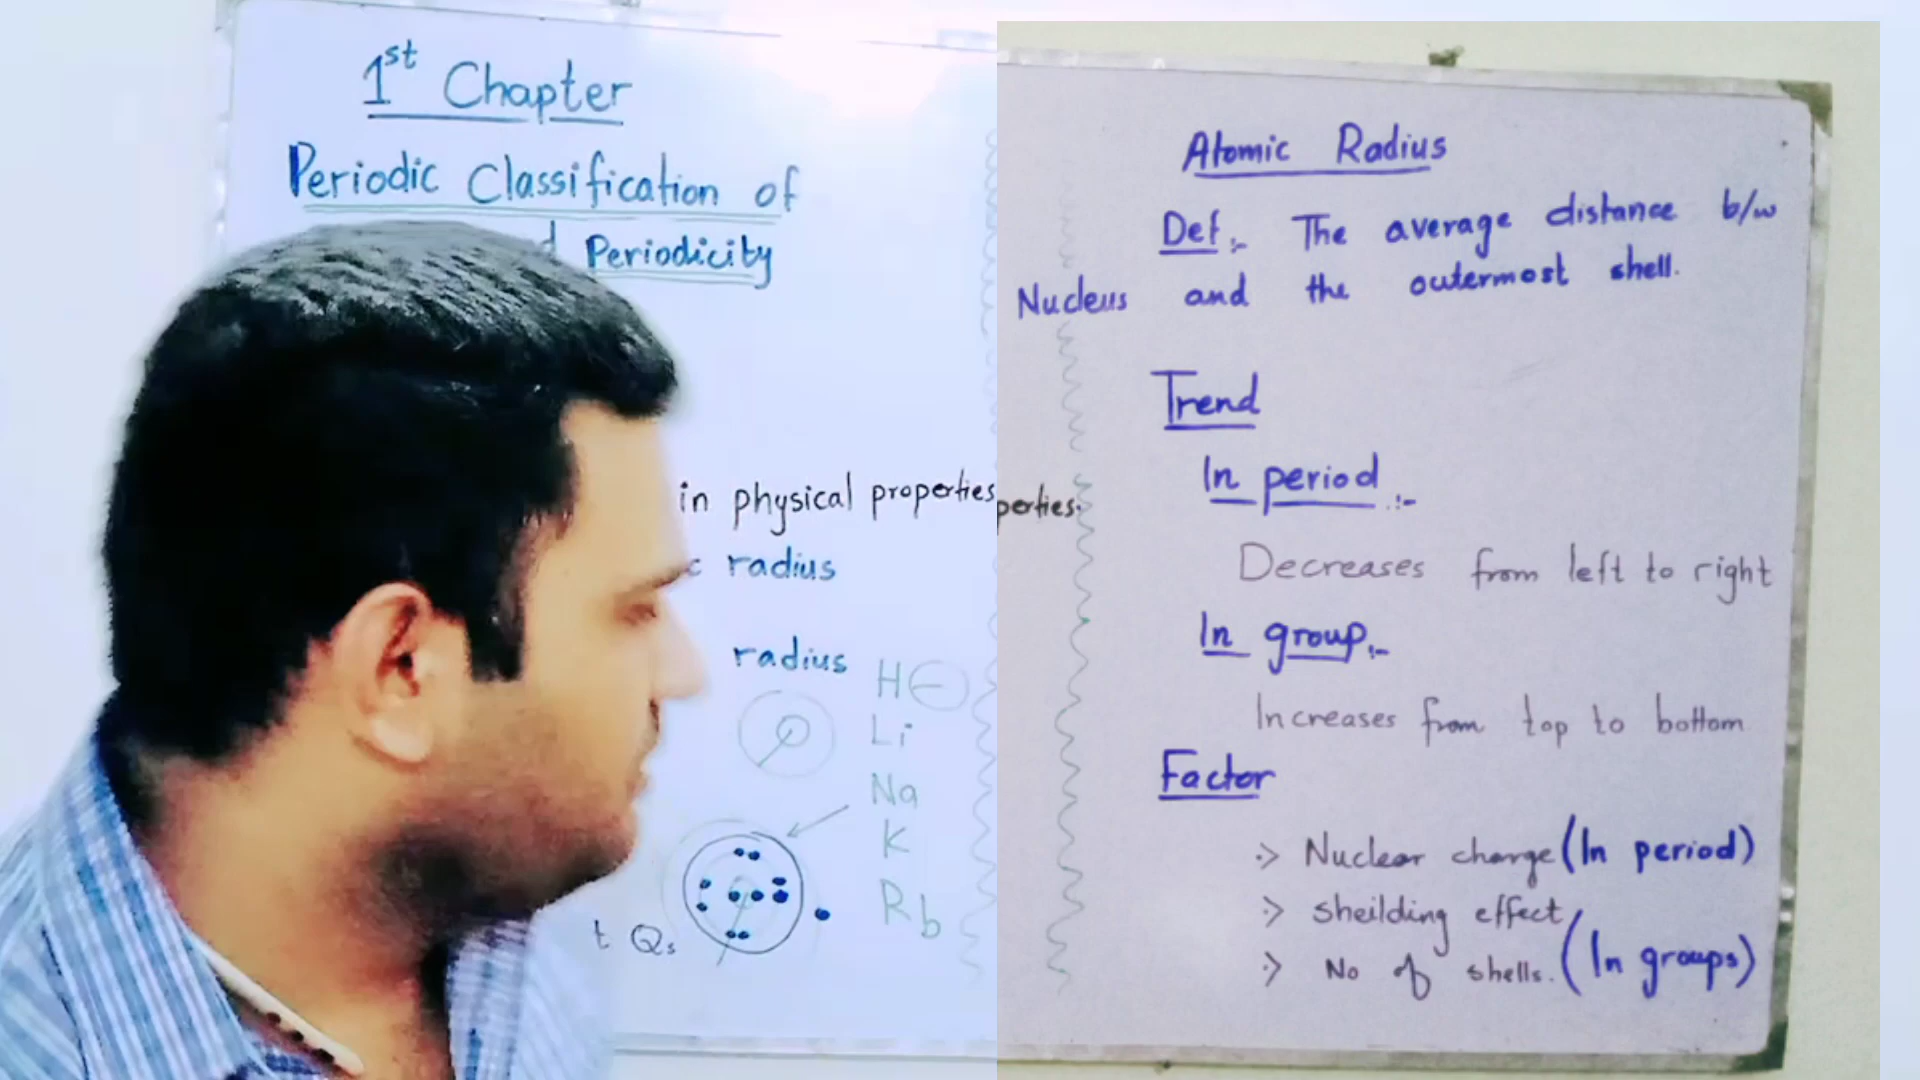 1st Chapter
Periodic Classification of
Periodicity
in physical properties
radius
radius
H
Li
Na
K
Rb
Qs
perties.
Atomic Radius
Def:- The average distance b/w
Nucleus and the outermost shell.
Trend
In period :-
Decreases from left to right
In group:-
Increases from top to bottom
Factor
> Nuclear charge (In period)
> sheilding effect
> No of shells. (In groups)